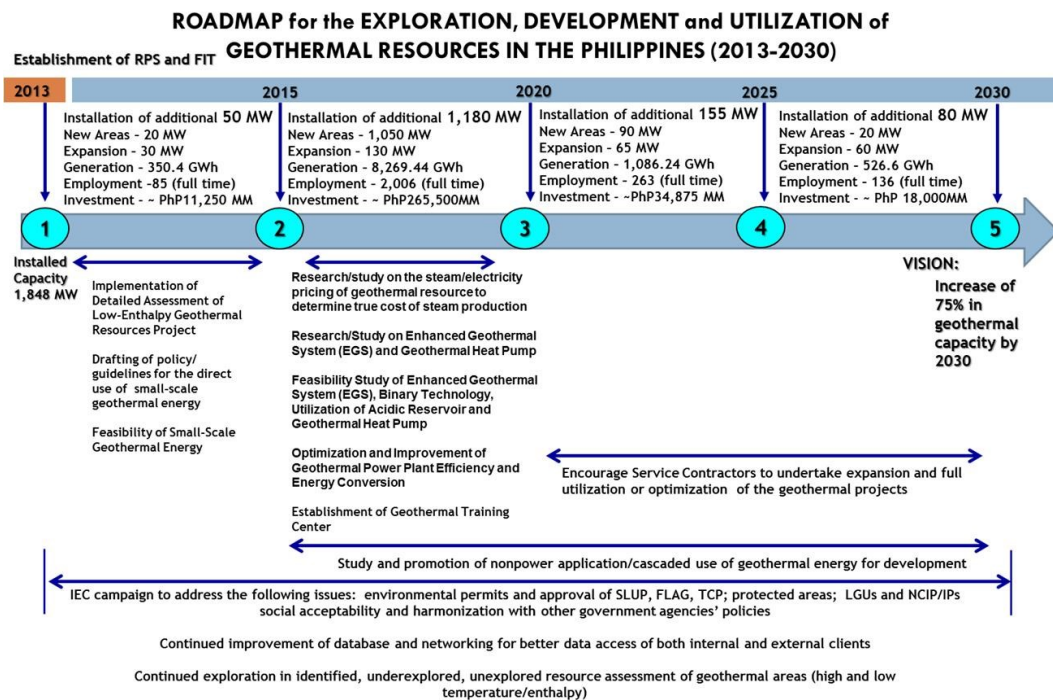 ROADMAP for the EXPLORATION, DEVELOPMENT and UTILIZATION of
GEOTHERMAL RESOURCES IN THE PHILIPPINES (2013-2030)
Establishment of RPS and FIT
2013
2015
2020
2025
2030
Installation of additional 50 MW
New Areas - 20 MW
Expansion - 30 MW
Generation - 350.4 GWh
Employment -85 (full time)
Investment - ~ PhP11,250 MM
Installation of additional 1,180 MW
New Areas - 1,050 MW
Expansion - 130 MW
Generation - 8,269.44 GWh
Employment - 2,006 (full time)
Investment - ~ PhP265,500MM
Installation of additional 155 MW
New Areas - 90 MW
Expansion - 65 MW
Generation - 1,086.24 GWh
Employment - 263 (full time)
Investment - ~PhP34,875 MM
Installation of additional 80 MW
New Areas - 20 MW
Expansion - 60 MW
Generation - 526.6 GWh
Employment - 136 (full time)
Investment - ~ PhP 18,000MM
1
2
3
4
5
Installed
Capacity
1,848 MW
Implementation of
Detailed Assessment of
Low-Enthalpy Geothermal
Resources Project
Drafting of policy/
guidelines for the direct
use of small-scale
geothermal energy
Feasibility of Small-Scale
Geothermal Energy
Research/study on the steam/electricity
pricing of geothermal resource to
determine true cost of steam production
Research/Study on Enhanced Geothermal
System (EGS) and Geothermal Heat Pump
Feasibility Study of Enhanced Geothermal
System (EGS), Binary Technology,
Utilization of Acidic Reservoir and
Geothermal Heat Pump
Optimization and Improvement of
Geothermal Power Plant Efficiency and
Energy Conversion
Establishment of Geothermal Training
Center
VISION:
Increase of
75% in
geothermal
capacity by
2030
Encourage Service Contractors to undertake expansion and full
utilization or optimization of the geothermal projects
Study and promotion of nonpower application/cascaded use of geothermal energy for development
IEC campaign to address the following issues: environmental permits and approval of SLUP, FLAG, TCP; protected areas; LGUs and NCIP/IPs
social acceptability and harmonization with other government agencies' policies
Continued improvement of database and networking for better data access of both internal and external clients
Continued exploration in identified, underexplored, unexplored resource assessment of geothermal areas (high and low
temperature/enthalpy)